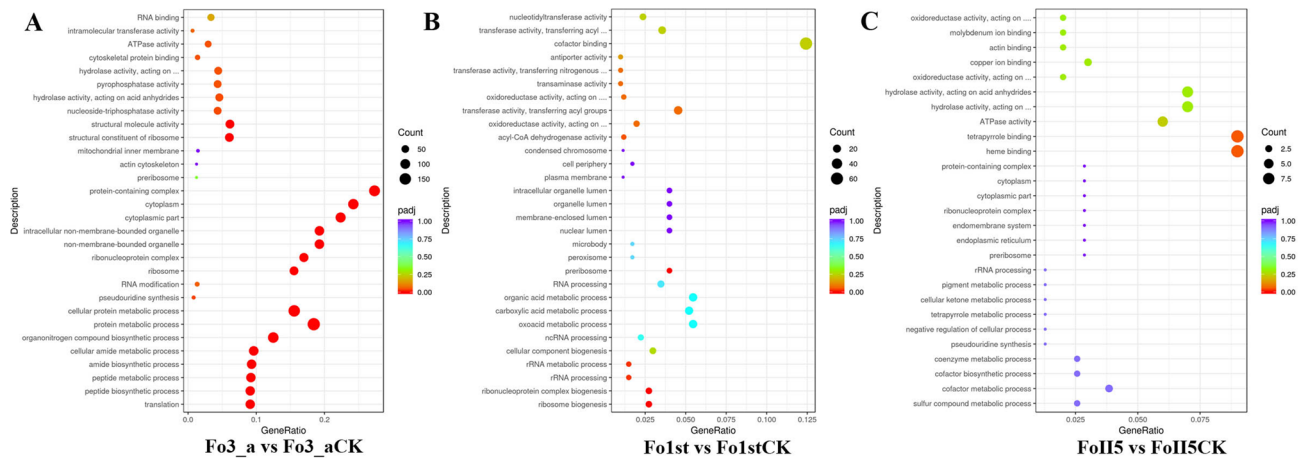 A
RNA binding
intramolecular transferase activity
ATPase activity
cytoskeletal protein binding
hydrolase activity, acting on ...
pyrophosphatase activity
hydrolase activity, acting on acid anhydrides
nucleoside-triphosphatase activity
structural molecule activity
structural constituent of ribosome
mitochondrial inner membrane
actin cytoskeleton
preribosome
protein-containing complex
cytoplasm
cytoplasmic part
intracellular non-membrane-bounded organelle
non-membrane-bounded organelle
ribonucleoprotein complex
ribosome
RNA modification
pseudouridine synthesis
cellular protein metabolic process
protein metabolic process
organonitrogen compound biosynthetic process
cellular amide metabolic process
amide biosynthetic process
peptide metabolic process
peptide biosynthetic process
translation
Description
0.0 0.1 0.2
GeneRatio
Count
50
100
150
padj
1.00
0.75
0.50
0.25
0.00
Fo3_a vs Fo3_aCK
B
nucleotidyltransferase activity
transferase activity, transferring acyl ...
cofactor binding
antiporter activity
transferase activity, transferring nitrogenous ...
transaminase activity
oxidoreductase activity, acting on ....
transferase activity, transferring acyl groups
oxidoreductase activity, acting on ...
acyl-CoA dehydrogenase activity
condensed chromosome
cell periphery
plasma membrane
intracellular organelle lumen
organelle lumen
membrane-enclosed lumen
nuclear lumen
microbody
peroxisome
preribosome
RNA processing
organic acid metabolic process
carboxylic acid metabolic process
oxoacid metabolic process
ncRNA processing
cellular component biogenesis
rRNA metabolic process
rRNA processing
ribonucleoprotein complex biogenesis
ribosome biogenesis
Description
0.025 0.050 0.075 0.100 0.125
GeneRatio
Count
20
40
60
padj
1.00
0.75
0.50
0.25
0.00
Fo1st vs Fo1stCK
C
oxidoreductase activity, acting on ....
molybdenum ion binding
actin binding
copper ion binding
oxidoreductase activity, acting on ...
hydrolase activity, acting on acid anhydrides
hydrolase activity, acting on ...
ATPase activity
tetrapyrrole binding
heme binding
protein-containing complex
cytoplasm
cytoplasmic part
ribonucleoprotein complex
endomembrane system
endoplasmic reticulum
preribosome
rRNA processing
pigment metabolic process
cellular ketone metabolic process
tetrapyrrole metabolic process
negative regulation of cellular process
pseudouridine synthesis
coenzyme metabolic process
cofactor biosynthetic process
cofactor metabolic process
sulfur compound metabolic process
Description
0.025 0.050 0.075
GeneRatio
Count
2.5
5.0
7.5
padj
1.00
0.75
0.50
0.25
0.00
FoII5 vs FoII5CK